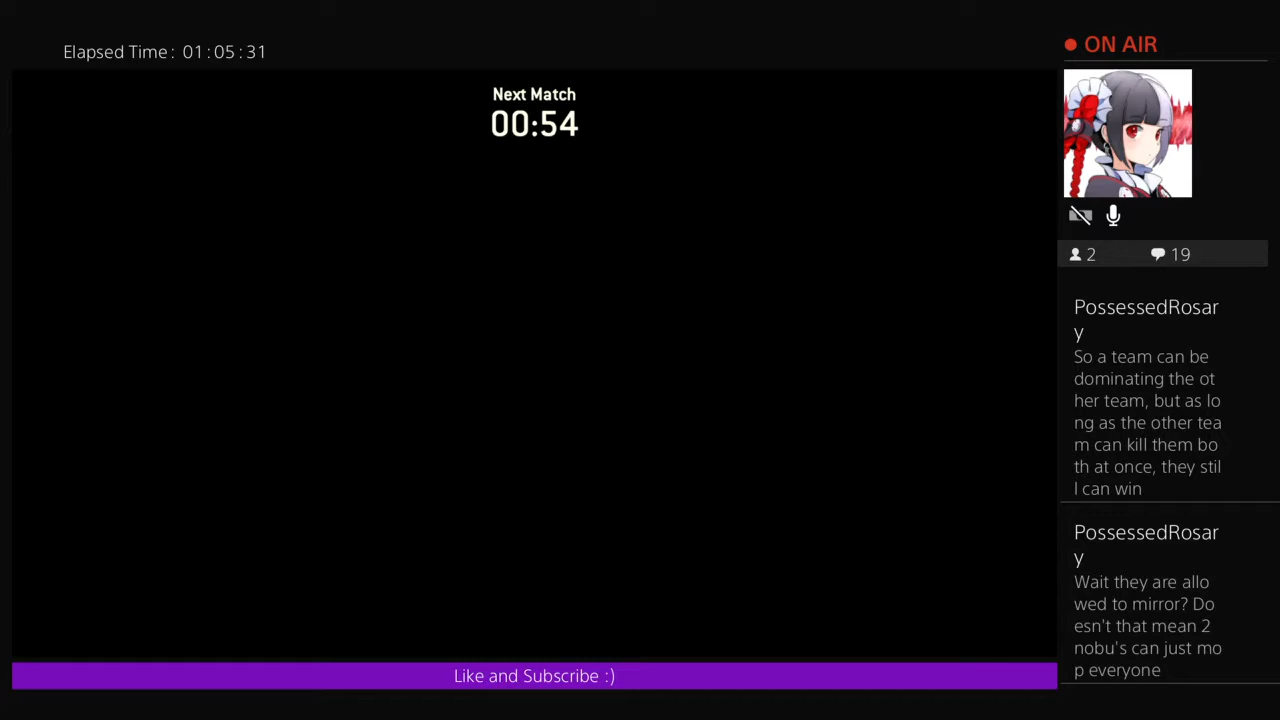 Elapsed Time: 01:05:31
ON AIR
Next Match
00:54
2 19
PossessedRosar
y
So a team can be
dominating the ot
her team, but as lo
ng as the other tea
m can kill them bo
th at once, they stil
l can win
PossessedRosar
y
Wait they are allo
wed to mirror? Do
esn't that mean 2
nobu's can just mo
p everyone
Like and Subscribe :)